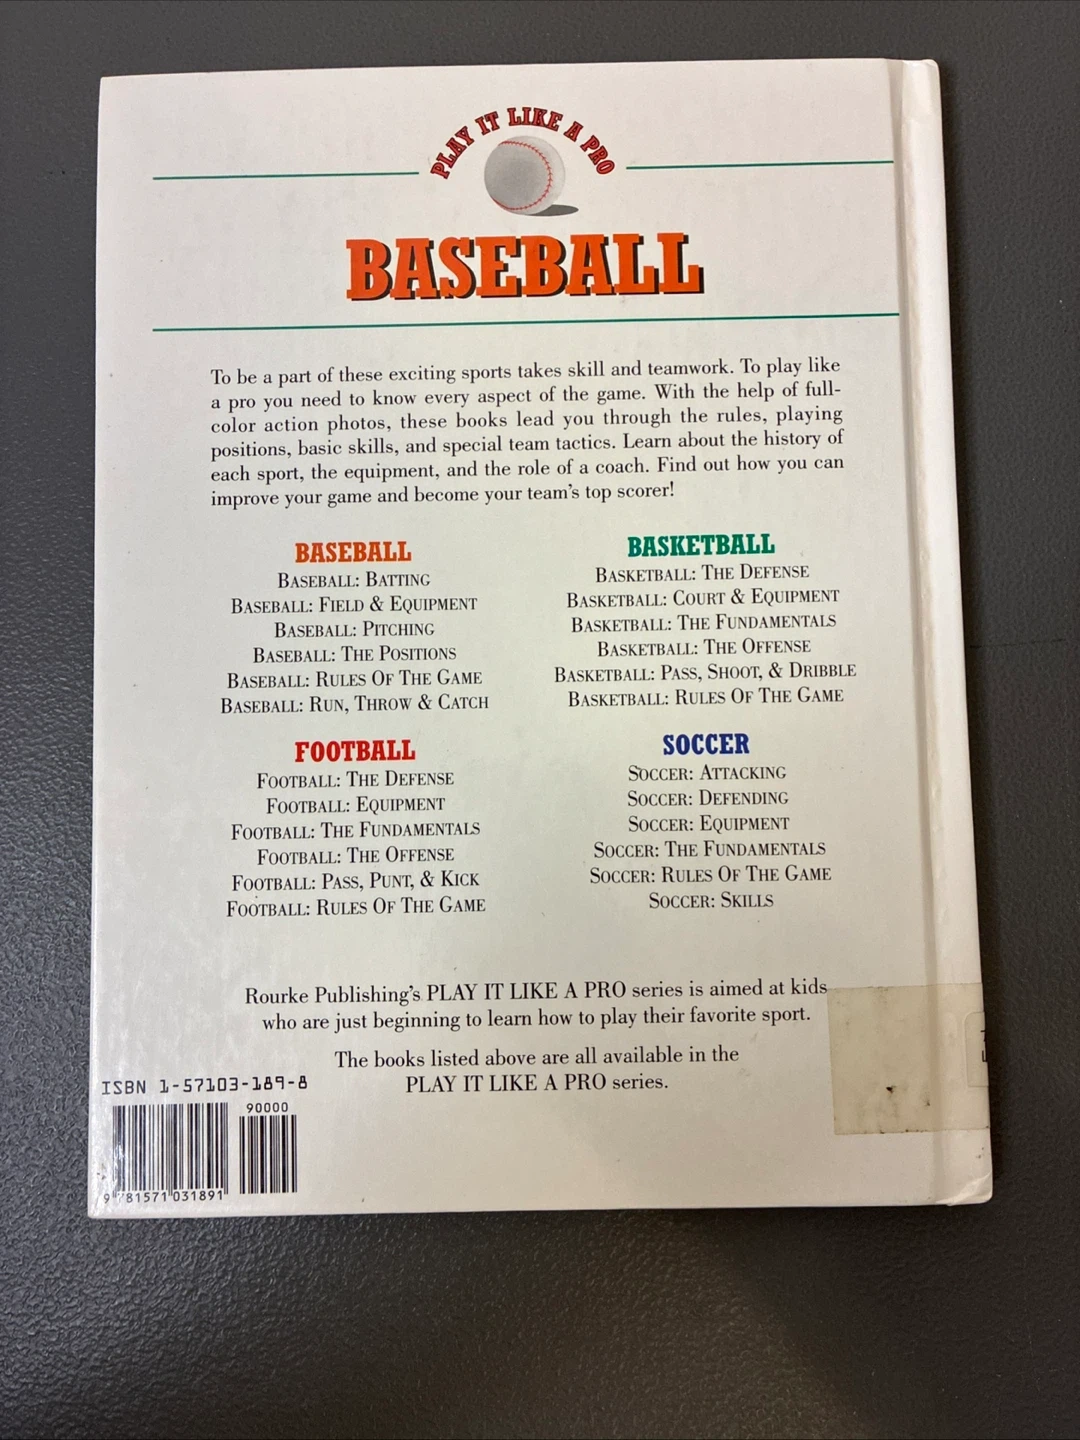 PLAY IT LIKE A PRO
BASEBALL
To be a part of these exciting sports takes skill and teamwork. To play like
a pro you need to know every aspect of the game. With the help of full-
color action photos, these books lead you through the rules, playing
positions, basic skills, and special team tactics. Learn about the history of
each sport, the equipment, and the role of a coach. Find out how you can
improve your game and become your team's top scorer!
BASEBALL
BASEBALL: BATTING
BASEBALL: FIELD & EQUIPMENT
BASEBALL: PITCHING
BASEBALL: THE POSITIONS
BASEBALL: RULES OF THE GAME
BASEBALL: RUN, THROW & CATCH
BASKETBALL
BASKETBALL: THE DEFENSE
BASKETBALL: COURT & EQUIPMENT
BASKETBALL: THE FUNDAMENTALS
BASKETBALL: THE OFFENSE
BASKETBALL: PASS, SHOOT, & DRIBBLE
BASKETBALL: RULES OF THE GAME
FOOTBALL
FOOTBALL: THE DEFENSE
FOOTBALL: EQUIPMENT
FOOTBALL: THE FUNDAMENTALS
FOOTBALL: THE OFFENSE
FOOTBALL: PASS, PUNT, & KICK
FOOTBALL: RULES OF THE GAME
SOCCER
SOCCER: ATTACKING
SOCCER: DEFENDING
SOCCER: EQUIPMENT
SOCCER: THE FUNDAMENTALS
SOCCER: RULES OF THE GAME
SOCCER: SKILLS
Rourke Publishing's PLAY IT LIKE A PRO series is aimed at kids
who are just beginning to learn how to play their favorite sport.
The books listed above are all available in the
PLAY IT LIKE A PRO series.
ISBN 1-57103-189-8
90000
9 781571 031891